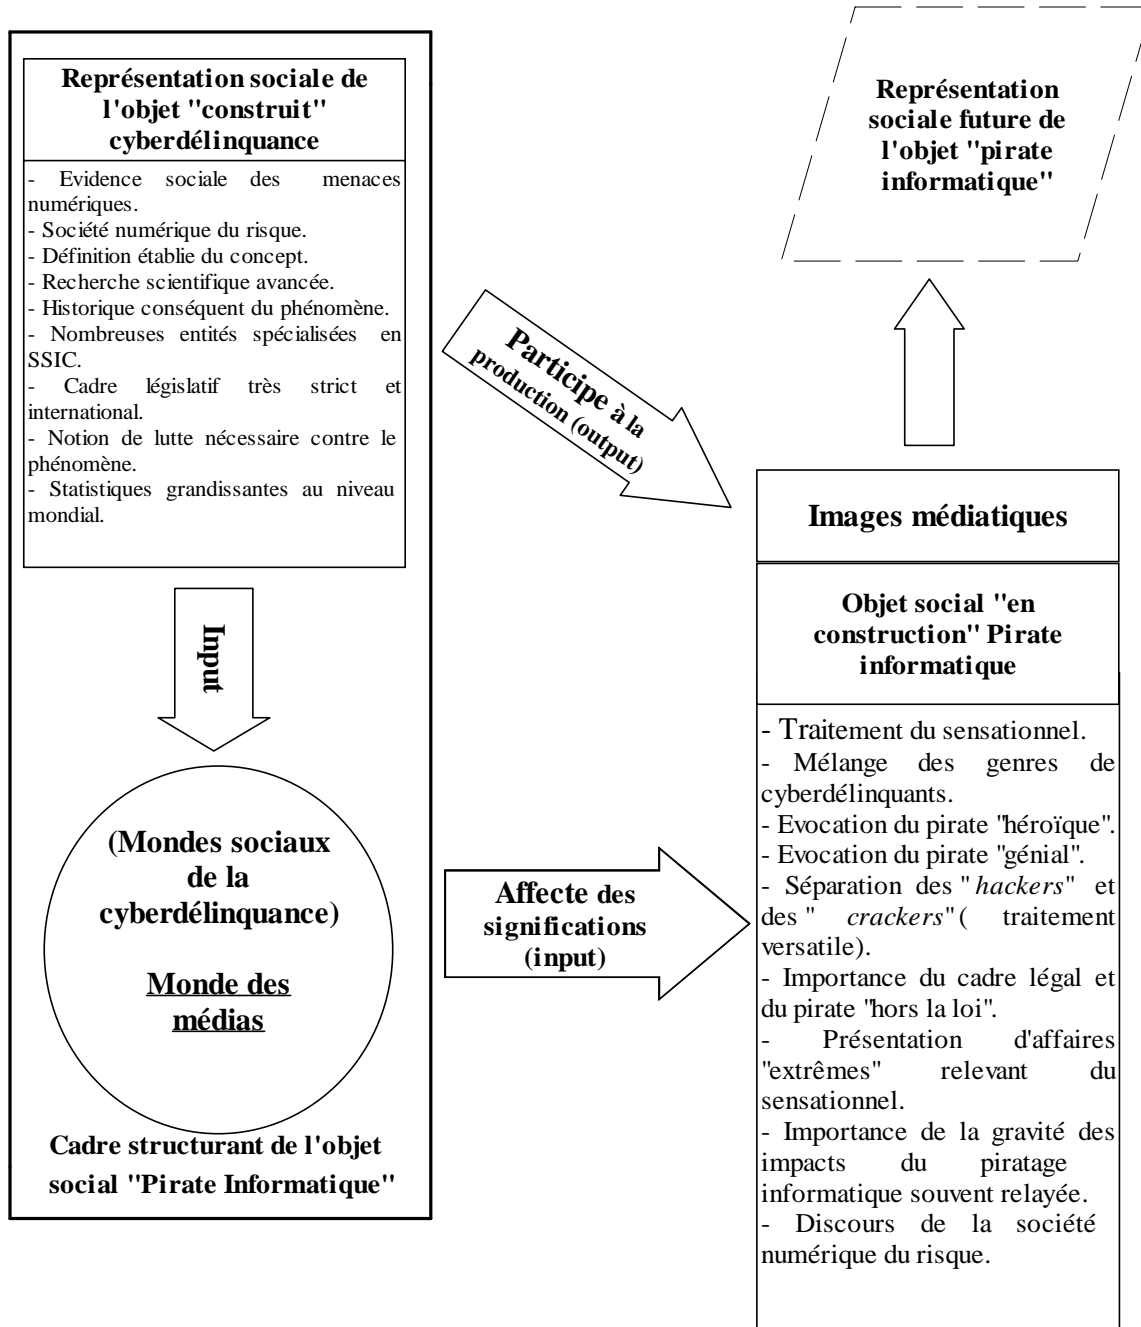 Représentation sociale de
l'objet "construit"
cyberdélinquance
- Evidence sociale des menaces
numériques.
- Société numérique du risque.
- Définition établie du concept.
- Recherche scientifique avancée.
- Historique conséquent du phénomène.
- Nombreuses entités spécialisées en
SSIC.
- Cadre législatif très strict et
international.
- Notion de lutte nécessaire contre le
phénomène.
- Statistiques grandissantes au niveau
mondial.
Input
(Mondes sociaux
de la
cyberdélinquance)
Monde des
médias
Cadre structurant de l'objet
social "Pirate Informatique"
Participe à la
production (output)
Affecte des
significations
(input)
Représentation
sociale future de
l'objet "pirate
informatique"
Images médiatiques
Objet social "en
construction" Pirate
informatique
- Traitement du sensationnel.
- Mélange des genres de
cyberdélinquants.
- Evocation du pirate "héroïque".
- Evocation du pirate "génial".
- Séparation des "hackers" et
des " crackers" ( traitement
versatile).
- Importance du cadre légal et
du pirate "hors la loi".
- Présentation d'affaires
"extrêmes" relevant du
sensationnel.
- Importance de la gravité des
impacts du piratage
informatique souvent relayée.
- Discours de la société
numérique du risque.